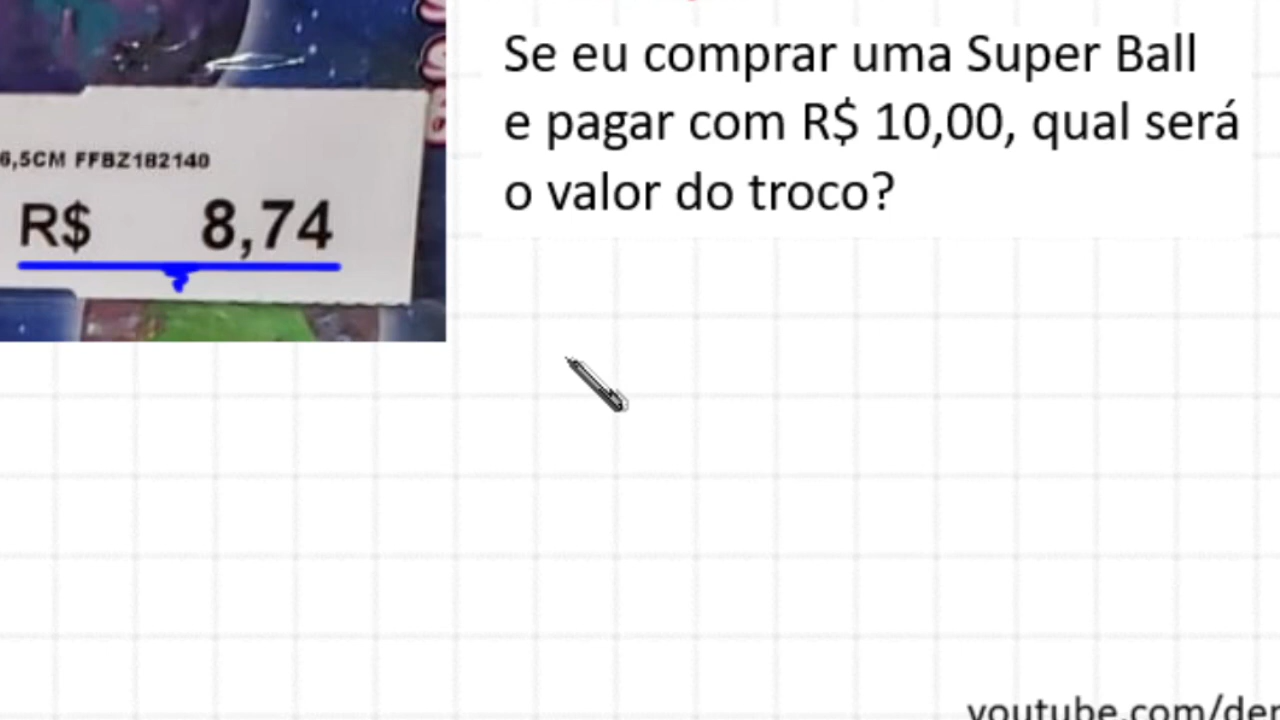 6,5CM FFBZ182140
R$ 8,74
Se eu comprar uma Super Ball
e pagar com R$ 10,00, qual será
o valor do troco?